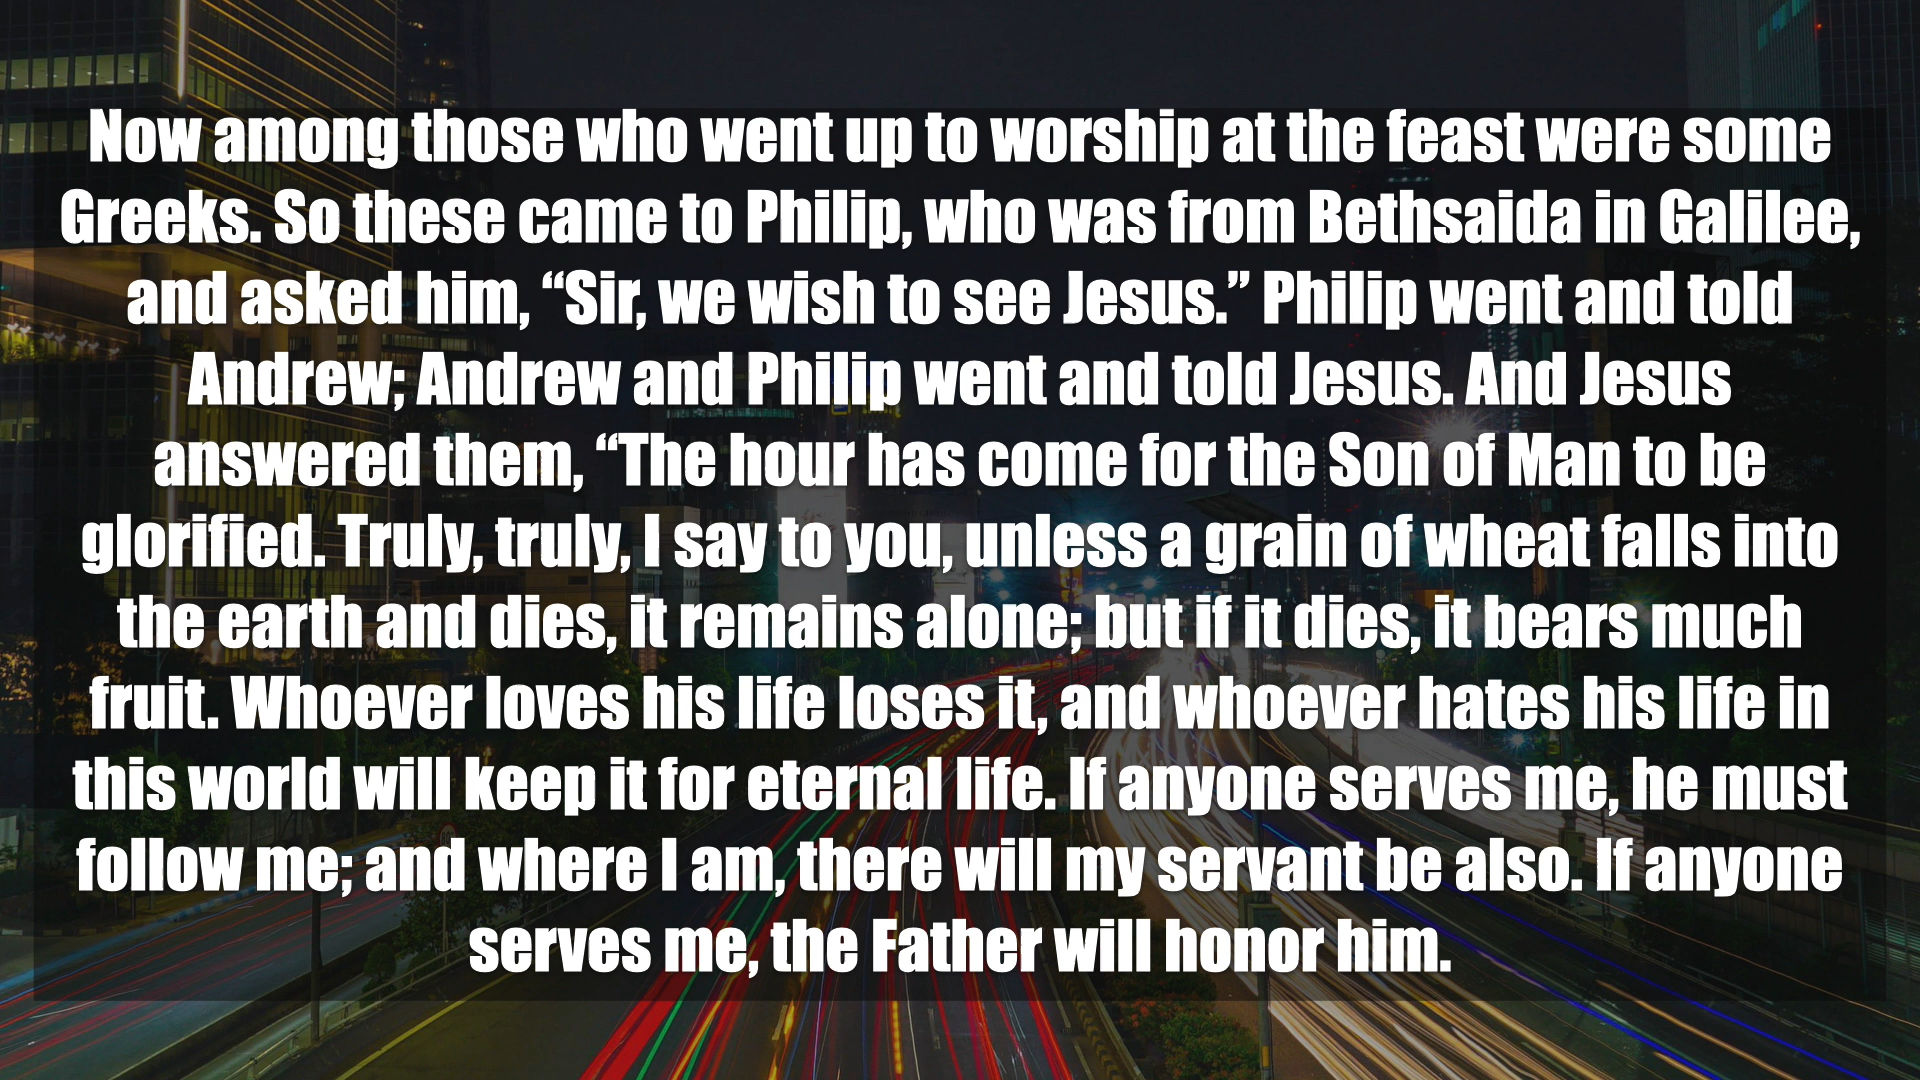 Now among those who went up to worship at the feast were some
Greeks. So these came to Philip, who was from Bethsaida in Galilee,
and asked him, “Sir, we wish to see Jesus.” Philip went and told
Andrew; Andrew and Philip went and told Jesus. And Jesus
answered them, “The hour has come for the Son of Man to be
glorified. Truly, truly, I say to you, unless a grain of wheat falls into
the earth and dies, it remains alone; but if it dies, it bears much
fruit. Whoever loves his life loses it, and whoever hates his life in
this world will keep it for eternal life. If anyone serves me, he must
follow me; and where I am, there will my servant be also. If anyone
serves me, the Father will honor him.